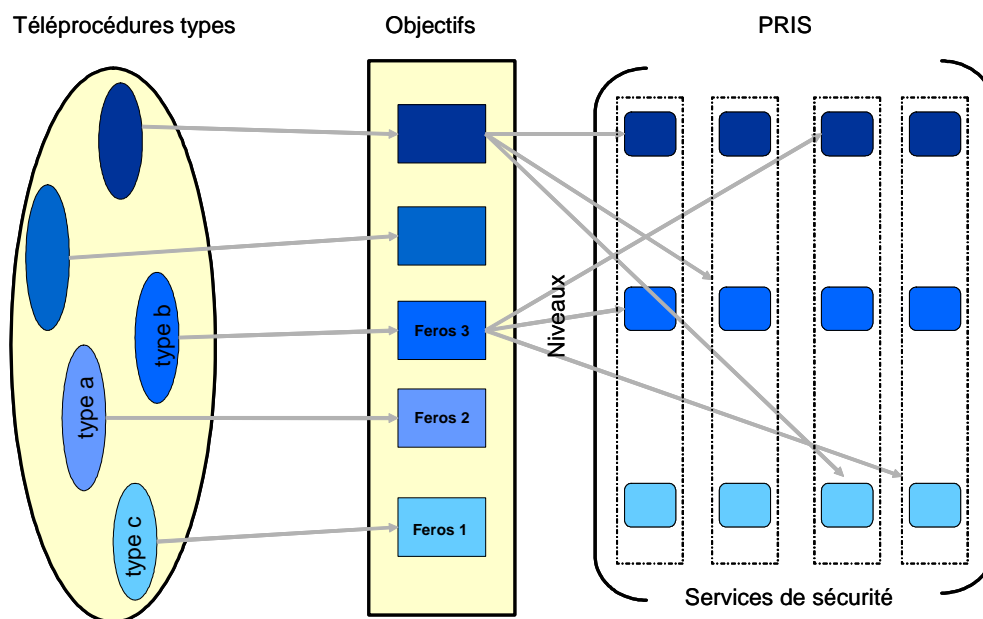 Téléprocédures types
Objectifs
PRIS
type b
type a
type c
Feros 3
Feros 2
Feros 1
Niveaux
Services de sécurité